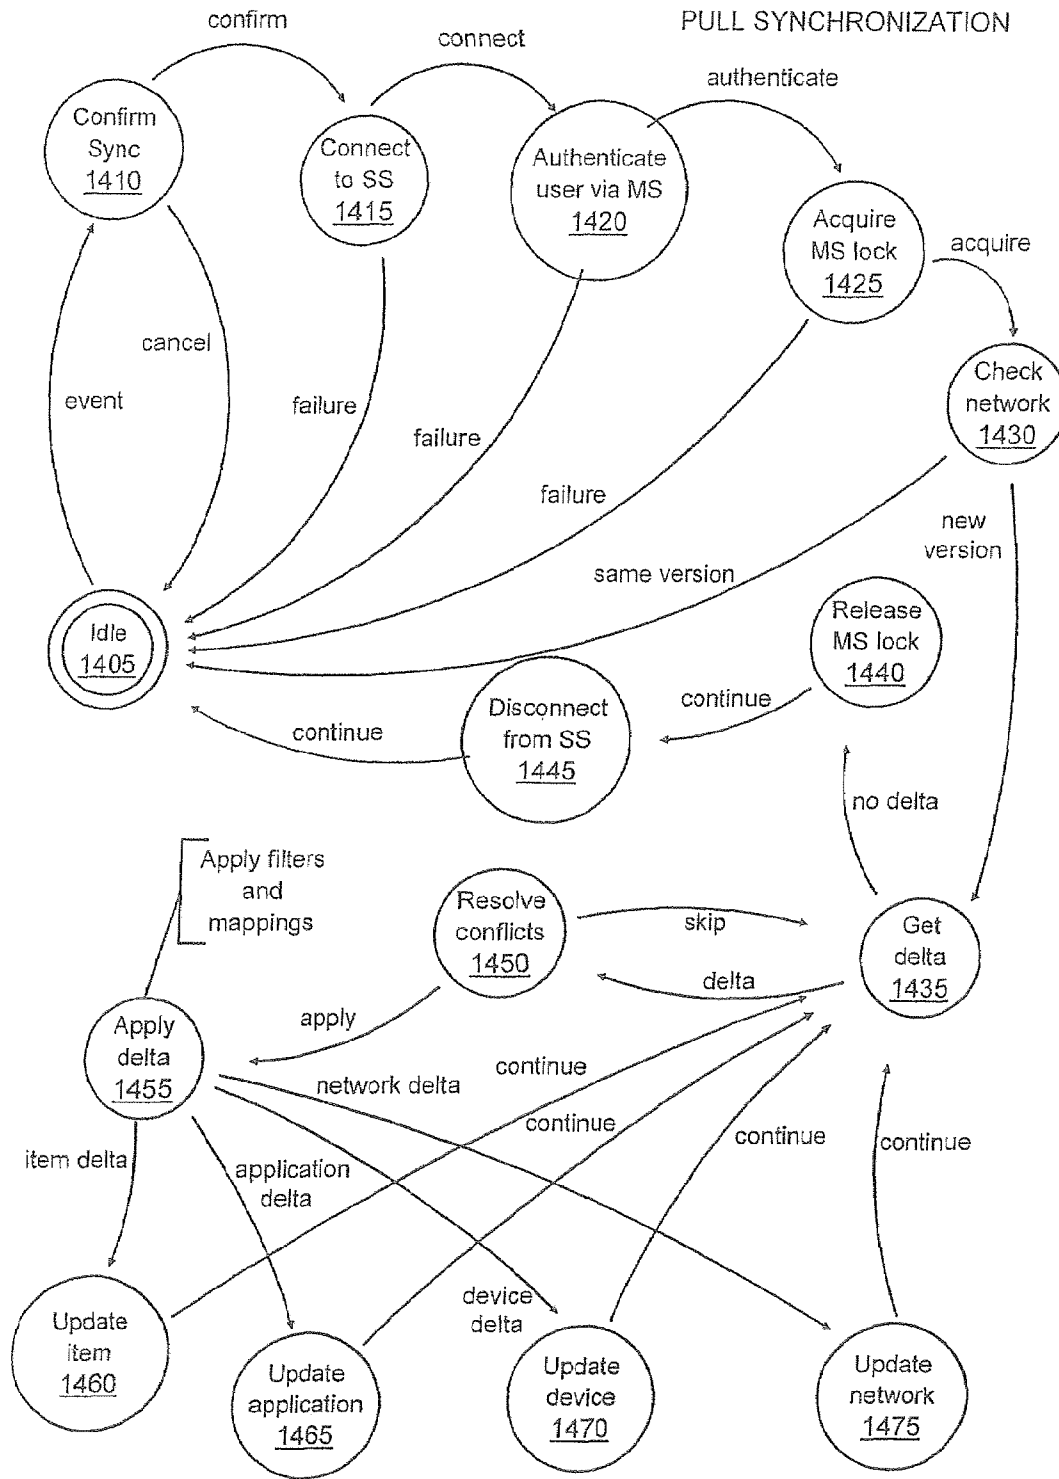 PULL SYNCHRONIZATION
confirm
connect
authenticate
Confirm
Sync
1410
Connect
to SS
1415
Authenticate
user via MS
1420
Acquire
MS lock
1425
acquire
cancel
event
failure
failure
failure
Check
network
1430
same version
new
version
Idle
1405
Release
MS lock
1440
continue
Disconnect
from SS
1445
continue
no delta
Apply filters
and
mappings
Resolve
conflicts
1450
skip
Get
delta
1435
delta
apply
Apply
delta
1455
network delta
continue
continue
continue
continue
item delta
application
delta
device
delta
Update
item
1460
Update
application
1465
Update
device
1470
Update
network
1475